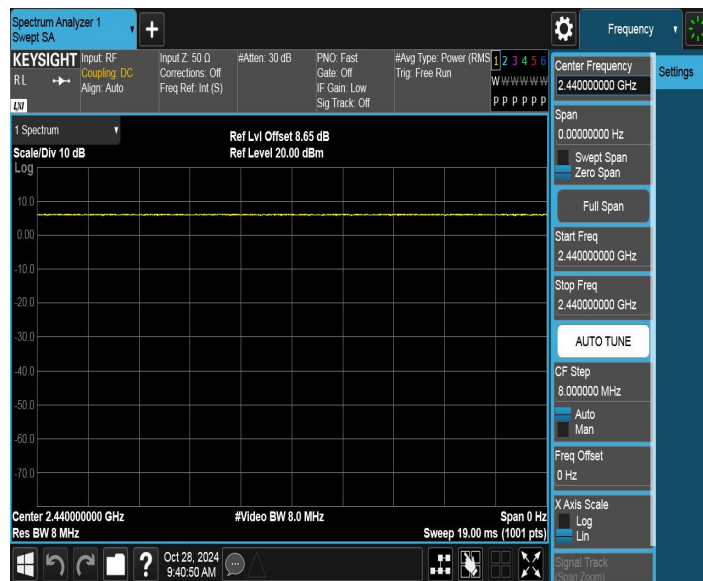 Spectrum Analyzer 1
Swept SA
+
Frequency
KEYSIGHT
Input: RF
Input Z: 50 Ω
#Atten: 30 dB
PNO: Fast
#Avg Type: Power (RMS
1 2 3 4 5 6
RL
Coupling: DC
Corrections: Off
Gate: Off
Trig: Free Run
Align: Auto
Freq Ref: Int (S)
IF Gain: Low
W W W W W W
Sig Track: Off
P P P P P P
LXI
Center Frequency
2.440000000 GHz
Settings
Span
0.00000000 Hz
Swept Span
Zero Span
Full Span
Start Freq
2.440000000 GHz
Stop Freq
2.440000000 GHz
AUTO TUNE
CF Step
8.000000 MHz
Auto
Man
Freq Offset
0 Hz
X Axis Scale
Log
Lin
Signal Track
(Span Zoom)
1 Spectrum
Ref Lvl Offset 8.65 dB
Scale/Div 10 dB
Ref Level 20.00 dBm
Log
10.0
0.00
-10.0
-20.0
-30.0
-40.0
-50.0
-60.0
-70.0
Center 2.440000000 GHz
#Video BW 8.0 MHz
Span 0 Hz
Res BW 8 MHz
Sweep 19.00 ms (1001 pts)
?
Oct 28, 2024
9:40:50 AM